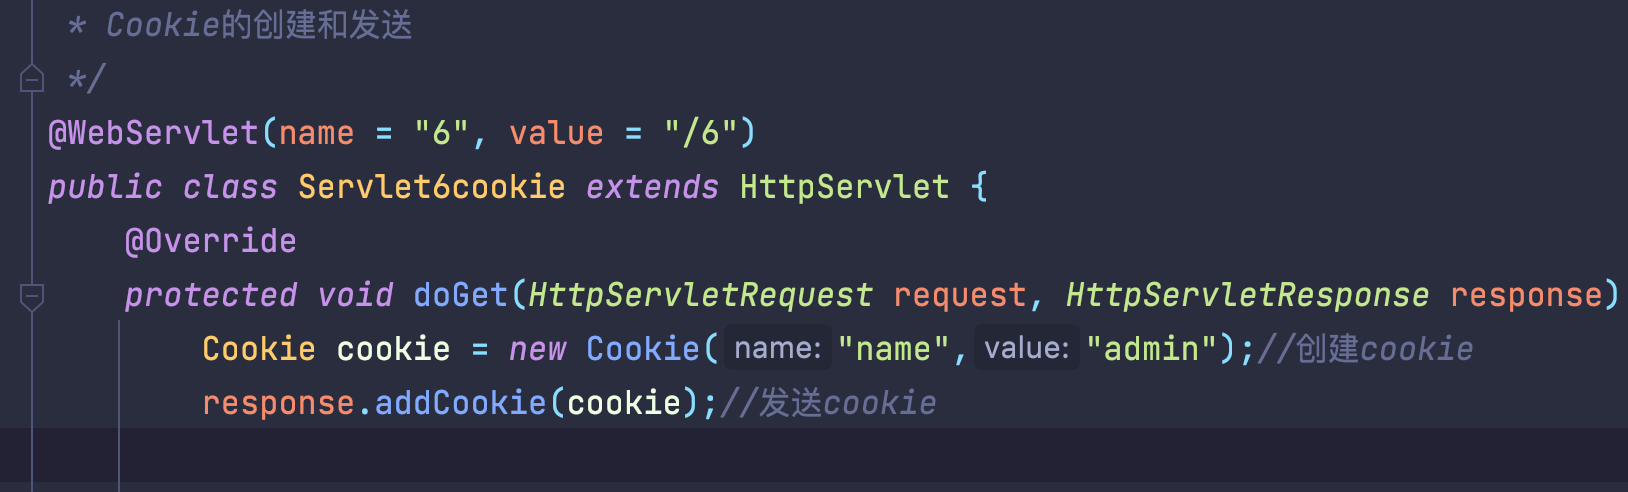 * Cookie的创建和发送
*/
@WebServlet(name = "6", value = "/6")
public class Servlet6cookie extends HttpServlet {
@Override
protected void doGet(HttpServletRequest request, HttpServletResponse response)
Cookie cookie = new Cookie( name: "name", value: "admin");//创建cookie
response.addCookie(cookie);//发送cookie